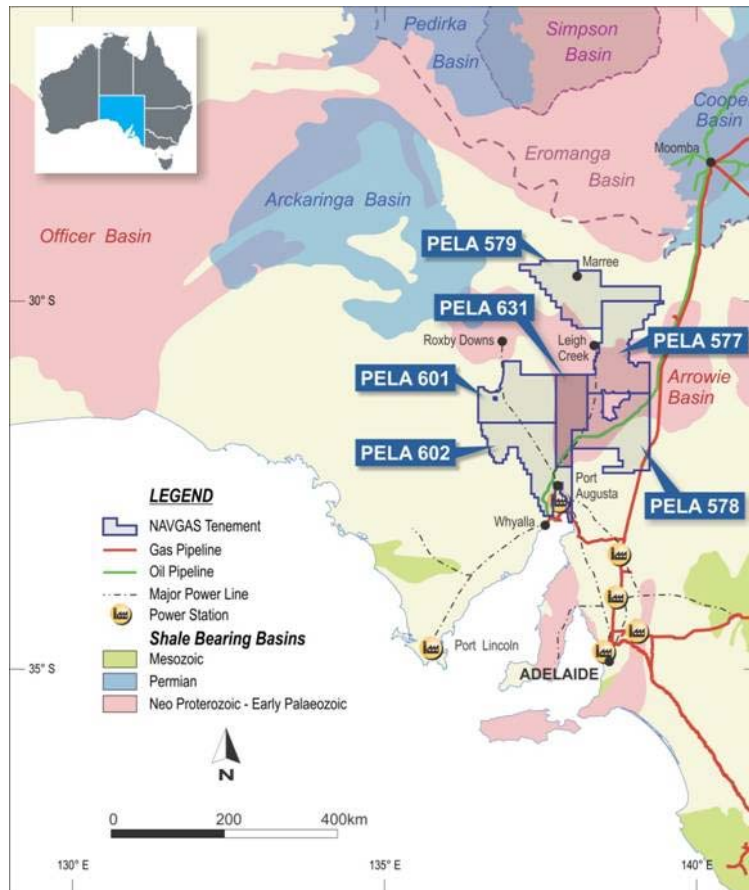 Pedirka
Basin
Simpson
Basin
Cooper
Basin
Moomba
Eromanga
Basin
Arckaringa Basin
Officer Basin
PELA 579
Marree
30° S
PELA 631
Roxby Downs
Leigh
Creek
PELA 577
PELA 601
Arrowie
Basin
PELA 602
Port
Augusta
PELA 578
Whyalla
LEGEND
NAVGAS Tenement
Gas Pipeline
Oil Pipeline
Major Power Line
Power Station
Shale Bearing Basins
Mesozoic
Permian
Neo Proterozoic - Early Palaeozoic
Port Lincoln
35° S
ADELAIDE
N
0 200 400km
130° E 135° E 140° E